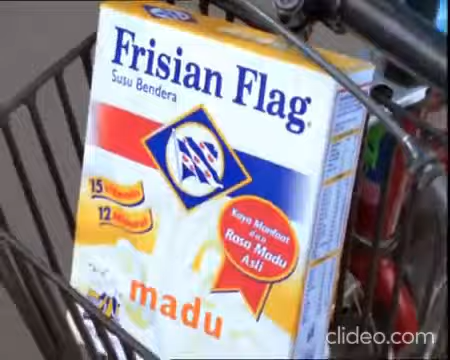 Frisian Flag
Susu Bendera
15 Vitamin
12 Mineral
Kaya Manfaat
dan
Rasa Madu
Asli
madu
clideo.com